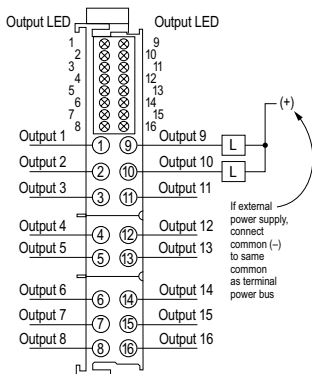 Output LED Output LED
1 9
2 10
3 11
4 12
5 13
6 14
7 15
8 16
Output 1 1 9 Output 9 L (+)
Output 2 2 10 Output 10 L
Output 3 3 11 Output 11
Output 4 4 12 Output 12
Output 5 5 13 Output 13
Output 6 6 14 Output 14
Output 7 7 15 Output 15
Output 8 8 16 Output 16
If external
power supply,
connect
common (–)
to same
common
as terminal
power bus